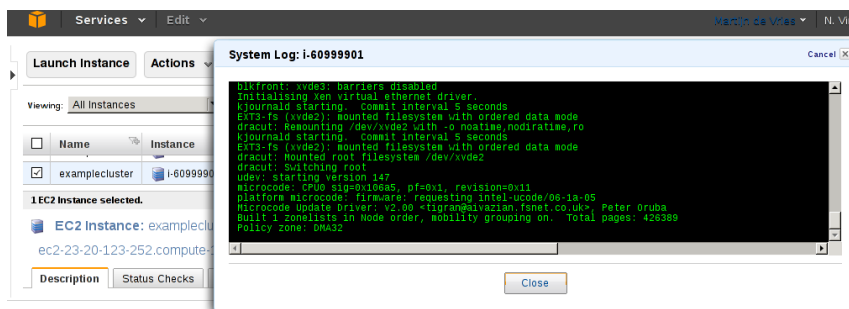 Services Edit Martijn de Vries N. Vi
Launch Instance Actions
System Log: i-60999901 Cancel X
Viewing: All Instances
Name Instance
examplecluster i-6099990
1 EC2 Instance selected.
EC2 Instance: exampleclu
ec2-23-20-123-252.compute-1
Description Status Checks
blkfront: xvde3: barriers disabled
Initialising Xen virtual ethernet driver.
kjournald starting. Commit interval 5 seconds
EXT3-fs (xvde2): mounted filesystem with ordered data mode
dracut: Remounting /dev/xvde2 with -o noatime,nodiratime,ro
kjournald starting. Commit interval 5 seconds
EXT3-fs (xvde2): mounted filesystem with ordered data mode
dracut: Mounted root filesystem /dev/xvde2
dracut: Switching root
udev: starting version 147
microcode: CPU0 sig=0x106a5, pf=0x1, revision=0x11
platform microcode: firmware: requesting intel-ucode/06-1a-05
Microcode Update Driver: v2.00 <tigran@aivazian.fsnet.co.uk>, Peter Oruba
Built 1 zonelists in Node order, mobility grouping on. Total pages: 426389
Policy zone: DMA32
Close